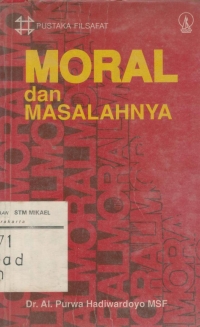 PUSTAKA FILSAFAT
MORAL
dan
MASALAHNYA
STM MIKAEL
71
ad
Dr. Al. Purwa Hadiwardoyo MSF